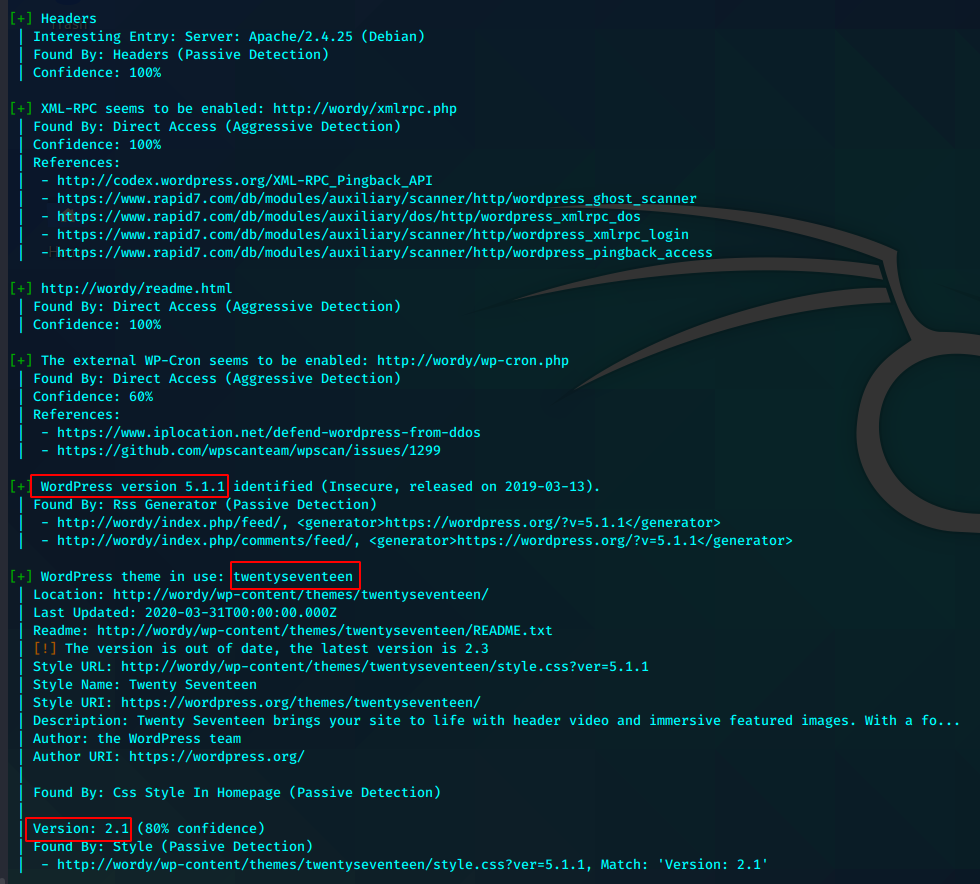 [+] Headers
| Interesting Entry: Server: Apache/2.4.25 (Debian)
| Found By: Headers (Passive Detection)
| Confidence: 100%
[+] XML-RPC seems to be enabled: http://wordy/xmlrpc.php
| Found By: Direct Access (Aggressive Detection)
| Confidence: 100%
| References:
|  - http://codex.wordpress.org/XML-RPC_Pingback_API
|  - https://www.rapid7.com/db/modules/auxiliary/scanner/http/wordpress_ghost_scanner
|  - https://www.rapid7.com/db/modules/auxiliary/dos/http/wordpress_xmlrpc_dos
|  - https://www.rapid7.com/db/modules/auxiliary/scanner/http/wordpress_xmlrpc_login
|  - https://www.rapid7.com/db/modules/auxiliary/scanner/http/wordpress_pingback_access
[+] http://wordy/readme.html
| Found By: Direct Access (Aggressive Detection)
| Confidence: 100%
[+] The external WP-Cron seems to be enabled: http://wordy/wp-cron.php
| Found By: Direct Access (Aggressive Detection)
| Confidence: 60%
| References:
|  - https://www.iplocation.net/defend-wordpress-from-ddos
|  - https://github.com/wpscanteam/wpscan/issues/1299
[+] WordPress version 5.1.1 identified (Insecure, released on 2019-03-13).
| Found By: Rss Generator (Passive Detection)
|  - http://wordy/index.php/feed/, <generator>https://wordpress.org/?v=5.1.1</generator>
|  - http://wordy/index.php/comments/feed/, <generator>https://wordpress.org/?v=5.1.1</generator>
[+] WordPress theme in use: twentyseventeen
| Location: http://wordy/wp-content/themes/twentyseventeen/
| Last Updated: 2020-03-31T00:00:00.000Z
| Readme: http://wordy/wp-content/themes/twentyseventeen/README.txt
| [!] The version is out of date, the latest version is 2.3
| Style URL: http://wordy/wp-content/themes/twentyseventeen/style.css?ver=5.1.1
| Style Name: Twenty Seventeen
| Style URI: https://wordpress.org/themes/twentyseventeen/
| Description: Twenty Seventeen brings your site to life with header video and immersive featured images. With a fo...
| Author: the WordPress team
| Author URI: https://wordpress.org/
|
| Found By: Css Style In Homepage (Passive Detection)
|
| Version: 2.1 (80% confidence)
| Found By: Style (Passive Detection)
|  - http://wordy/wp-content/themes/twentyseventeen/style.css?ver=5.1.1, Match: 'Version: 2.1'